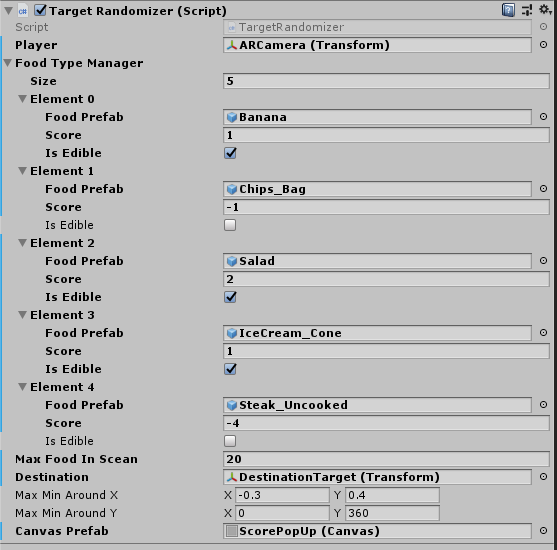 Target Randomizer (Script)
Script TargetRandomizer
Player ARCamera (Transform)
Food Type Manager
Size 5
Element 0
Food Prefab Banana
Score 1
Is Edible
Element 1
Food Prefab Chips_Bag
Score -1
Is Edible
Element 2
Food Prefab Salad
Score 2
Is Edible
Element 3
Food Prefab IceCream_Cone
Score 1
Is Edible
Element 4
Food Prefab Steak_Uncooked
Score -4
Is Edible
Max Food In Scean 20
Destination DestinationTarget (Transform)
Max Min Around X X -0.3 Y 0.4
Max Min Around Y X 0 Y 360
Canvas Prefab ScorePopUp (Canvas)